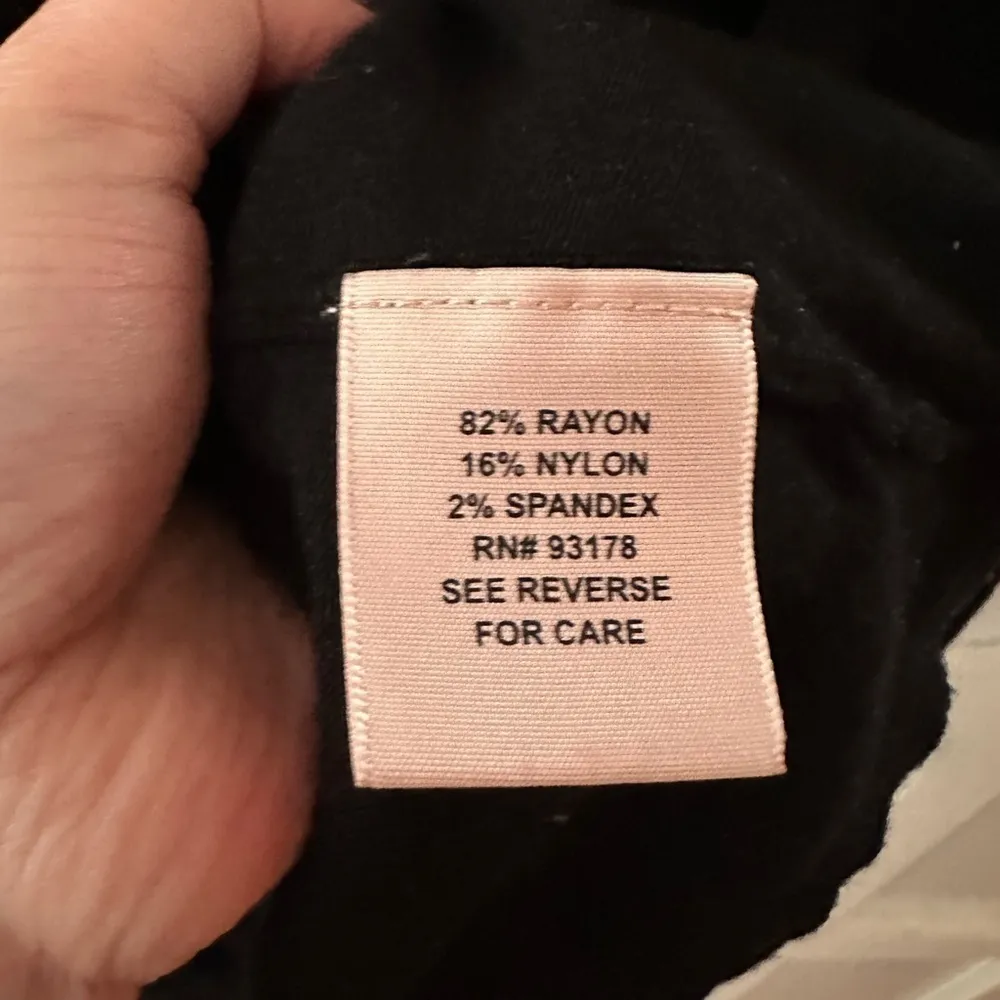 82% RAYON
16% NYLON
2% SPANDEX
RN# 93178
SEE REVERSE
FOR CARE